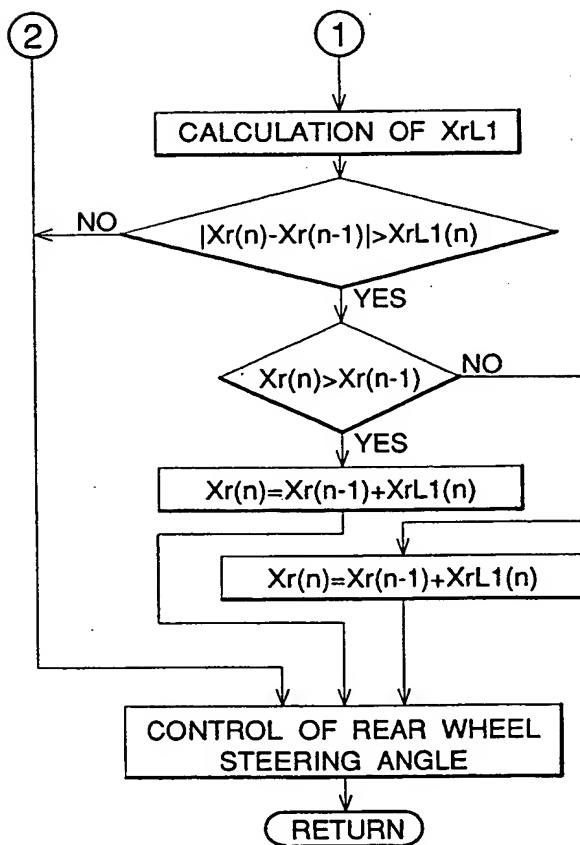 2
1
CALCULATION OF XrL1
NO
|Xr(n)-Xr(n-1)|>XrL1(n)
YES
Xr(n)>Xr(n-1)
NO
YES
Xr(n)=Xr(n-1)+XrL1(n)
Xr(n)=Xr(n-1)+XrL1(n)
CONTROL OF REAR WHEEL
STEERING ANGLE
RETURN